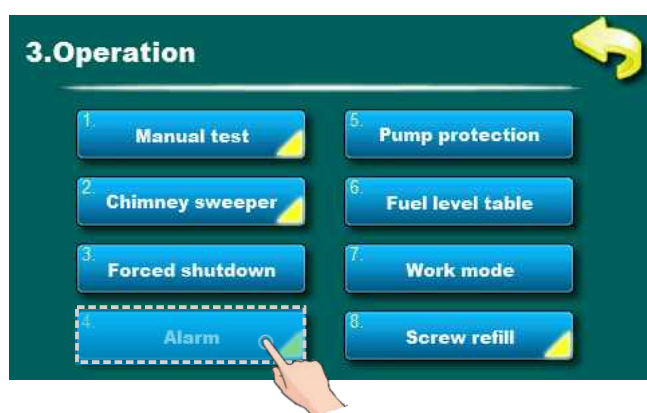 3.Operation
1.
Manual test
2.
Chimney sweeper
3.
Forced shutdown
4.
Alarm
5.
Pump protection
6.
Fuel level table
7.
Work mode
8.
Screw refill